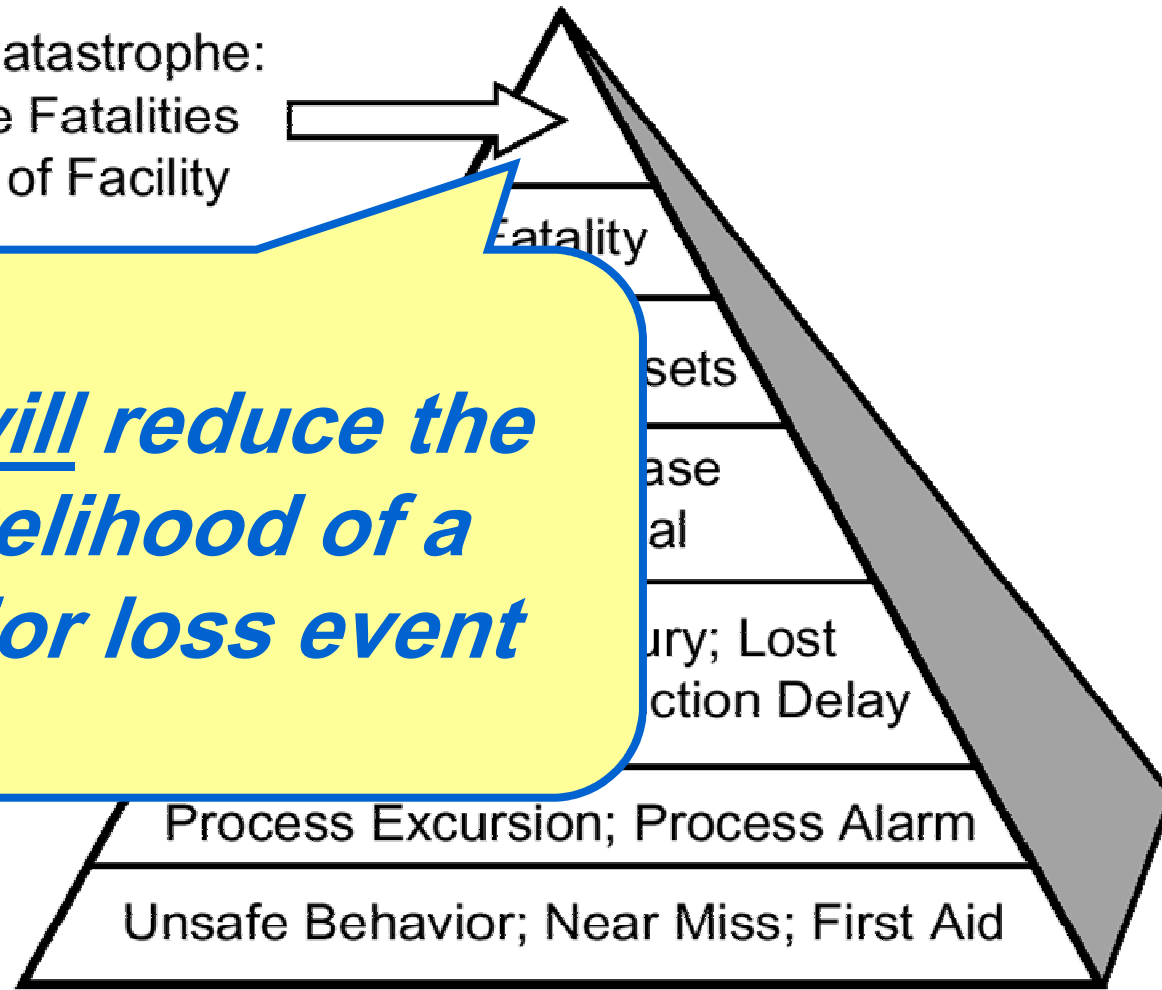 atastrophe:
e Fatalities
of Facility
Fatality
sets
will reduce the
elihood of a
or loss event
ase
al
ury; Lost
ction Delay
Process Excursion; Process Alarm
Unsafe Behavior; Near Miss; First Aid